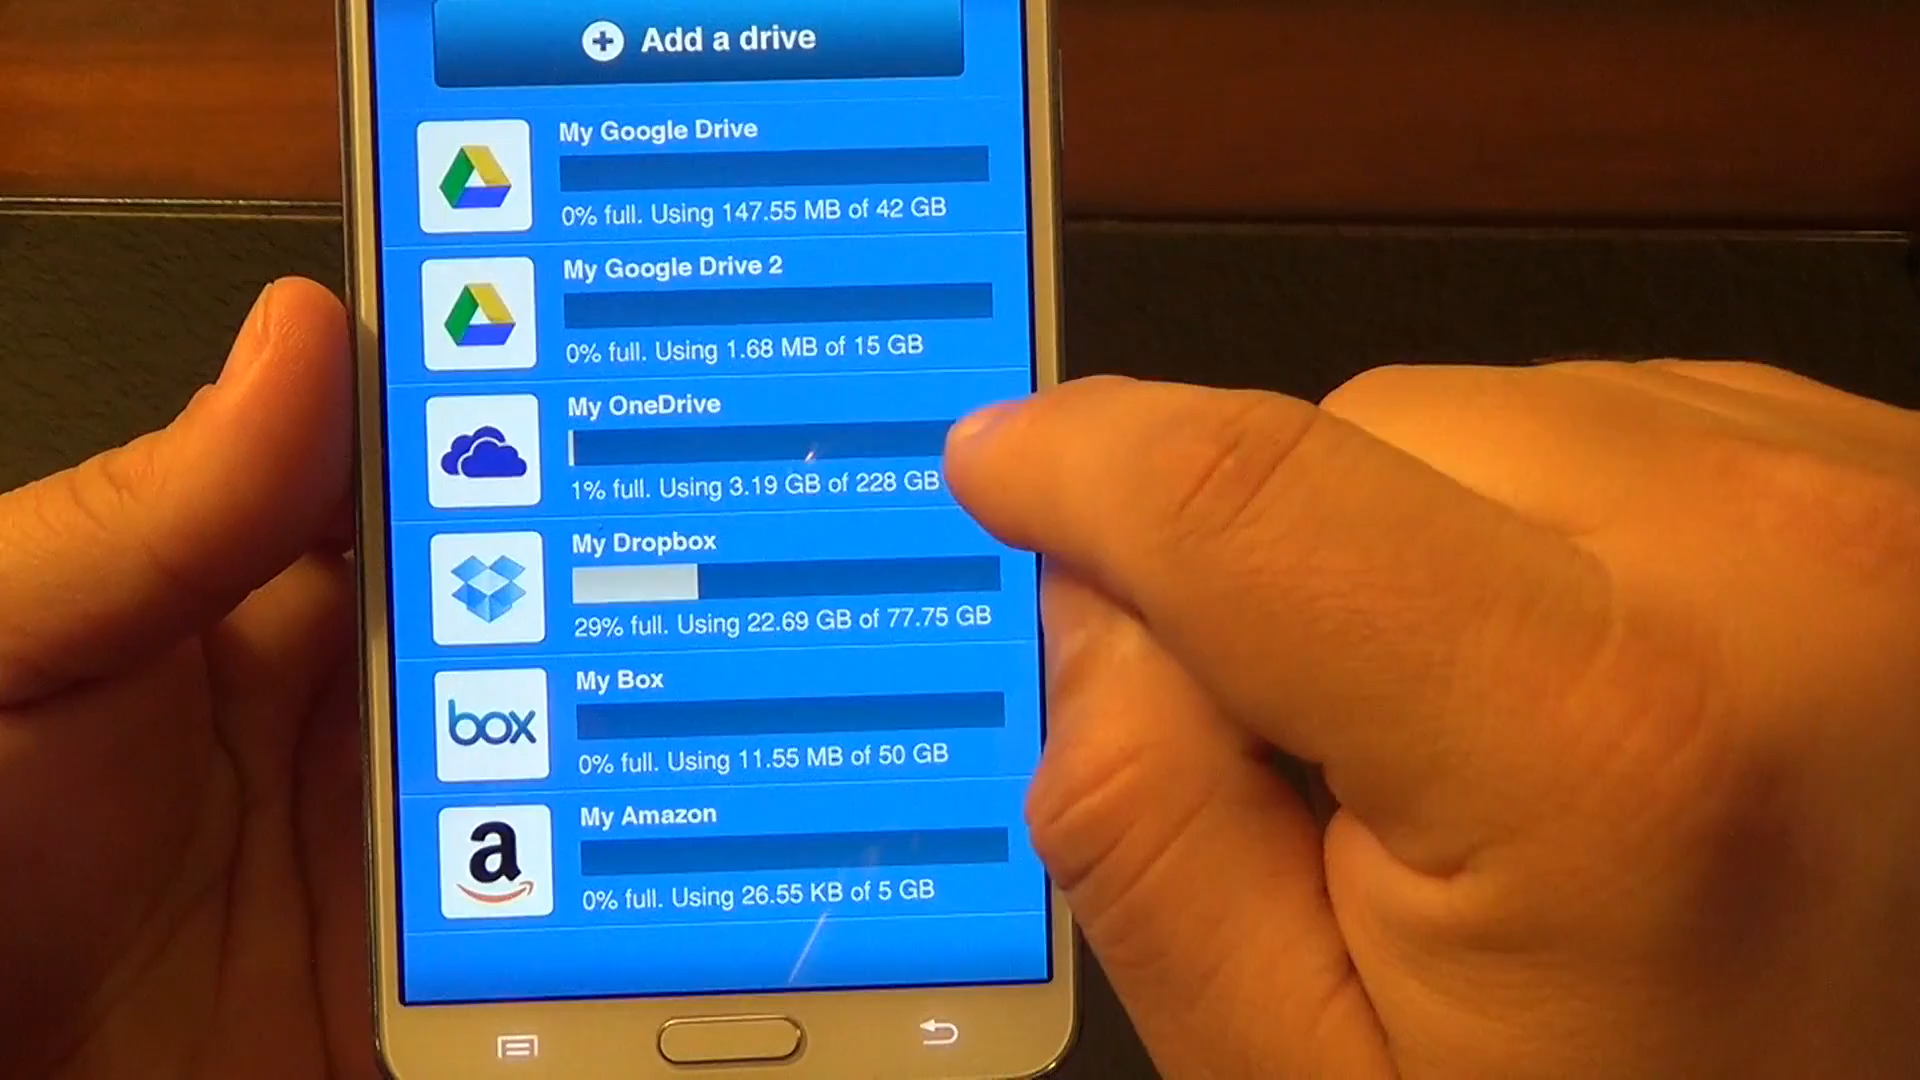 Add a drive
My Google Drive
0% full. Using 147.55 MB of 42 GB
My Google Drive 2
0% full. Using 1.68 MB of 15 GB
My OneDrive
1% full. Using 3.19 GB of 228 GB
My Dropbox
29% full. Using 22.69 GB of 77.75 GB
My Box
box
0% full. Using 11.55 MB of 50 GB
My Amazon
a
0% full. Using 26.55 KB of 5 GB